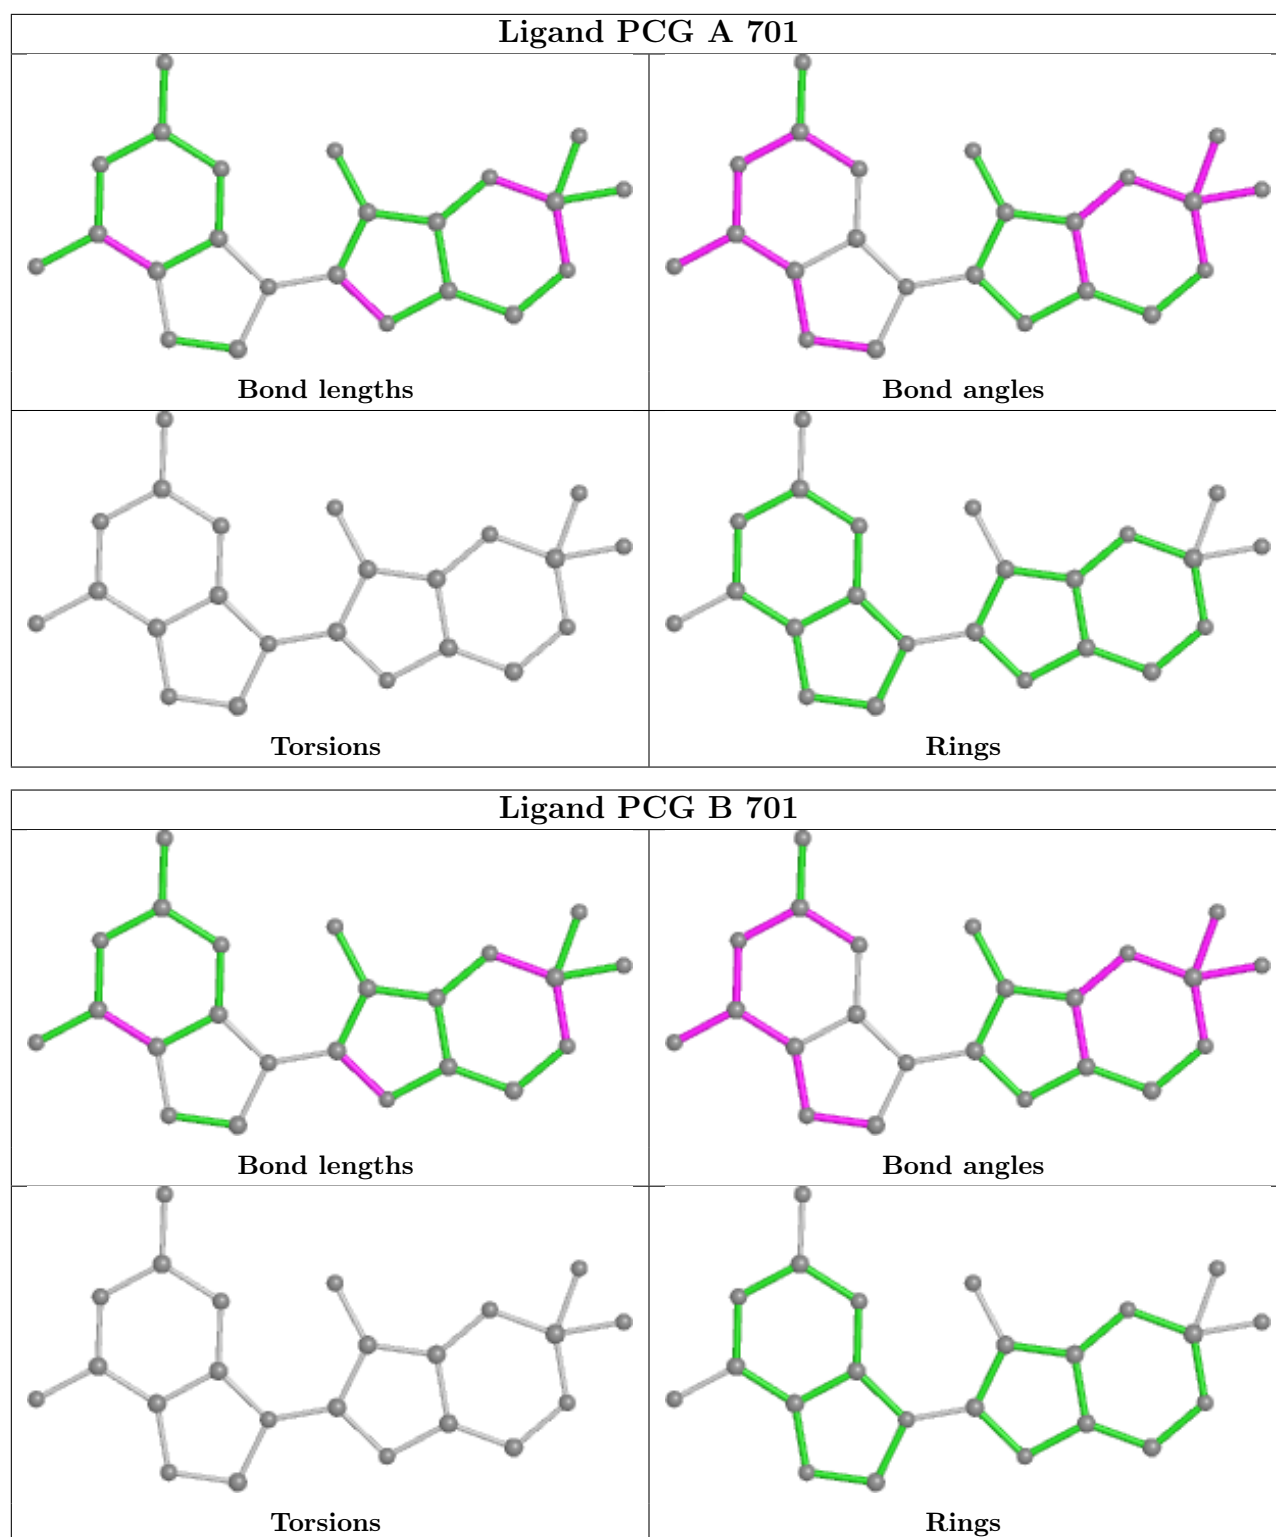 Ligand PCG A 701
Bond lengths Bond angles
Torsions Rings
Ligand PCG B 701
Bond lengths Bond angles
Torsions Rings